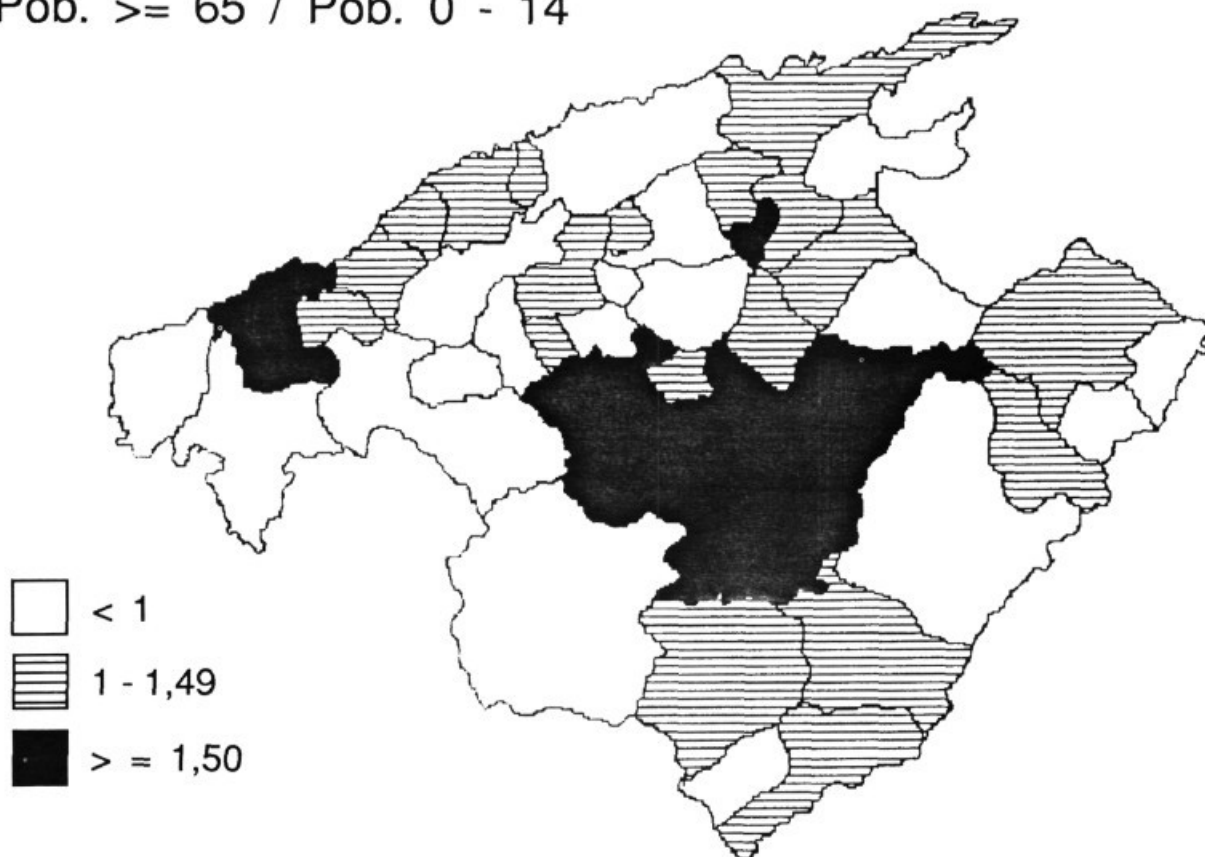 Pob. >= 65 / Pob. 0 - 14
< 1
1 - 1,49
> = 1,50